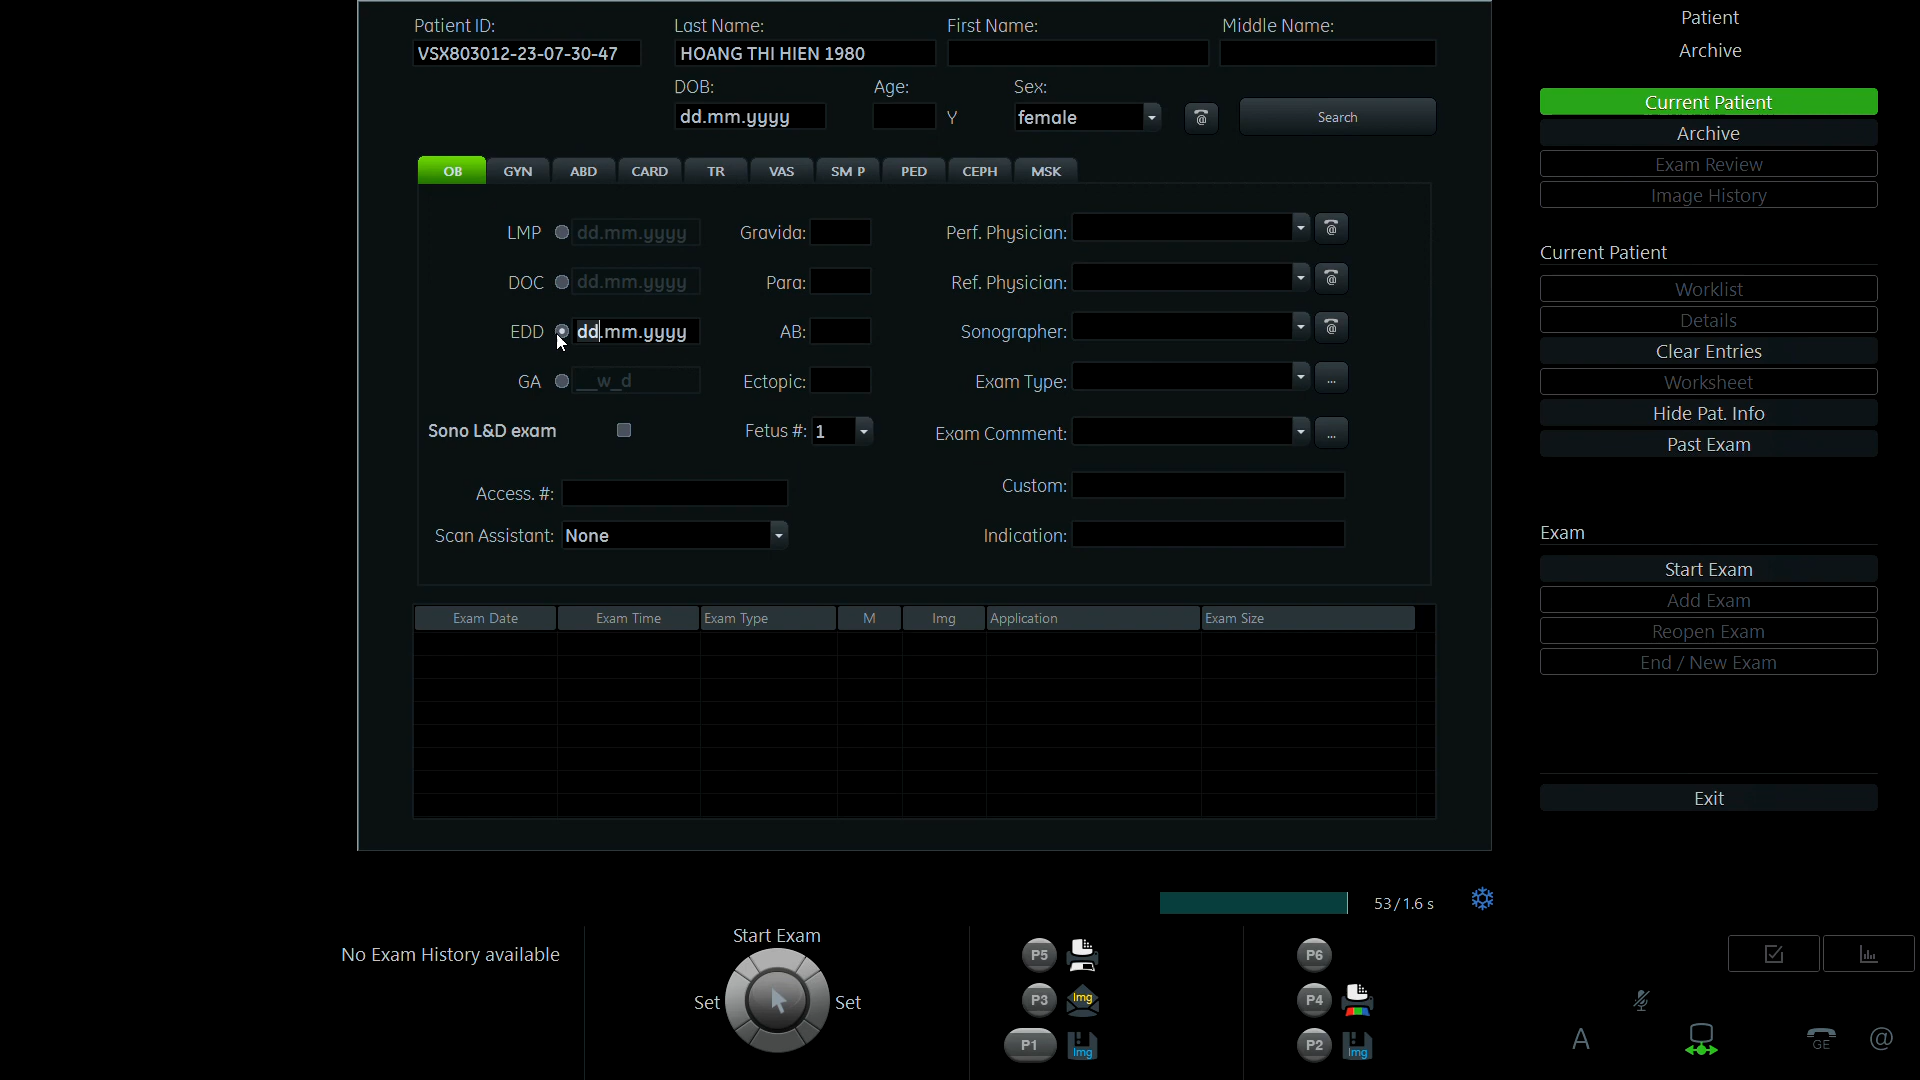 Patient ID: Last Name: First Name: Middle Name:
VSX803012-23-07-30-47 HOANG THI HIEN 1980
DOB: Age: Sex:
dd.mm.yyyy Y female Search
OB GYN ABD CARD TR VAS SM P PED CEPH MSK
LMP dd.mm.yyyy Gravida: Perf. Physician:
DOC dd.mm.yyyy Para: Ref. Physician:
EDD dd.mm.yyyy AB: Sonographer:
GA __w_d Ectopic: Exam Type: ...
Sono L&D exam Fetus #: 1 Exam Comment: ...
Access. #: Custom:
Scan Assistant: None Indication:
Exam Date Exam Time Exam Type M Img Application Exam Size
Patient
Archive
Current Patient
Archive
Exam Review
Image History
Current Patient
Worklist
Details
Clear Entries
Worksheet
Hide Pat. Info
Past Exam
Exam
Start Exam
Add Exam
Reopen Exam
End / New Exam
Exit
53/1.6 s
No Exam History available
Start Exam
Set Set
P5 P6
P3 Img P4
P1 Img P2 Img
A GE @